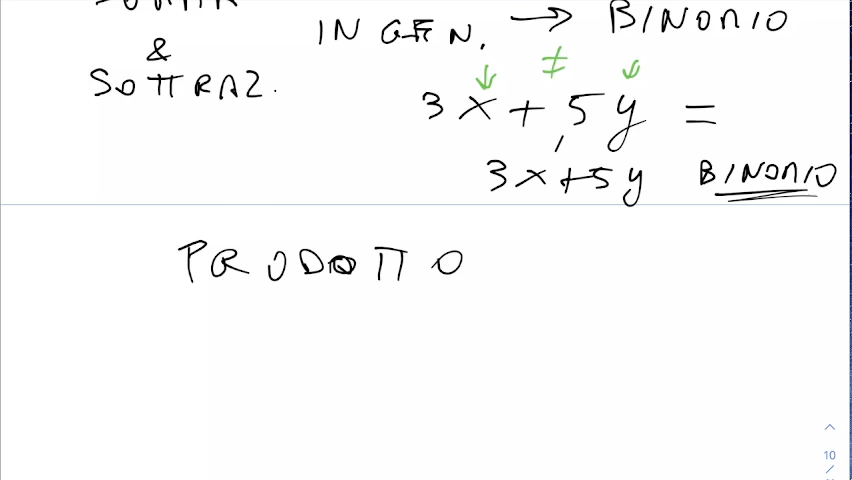 IN GEN. → BINOMIO
&
SOTTRAZ.
≠
3x + 5y =
3x+5y BINOMIO
PRODOTTO
10
/